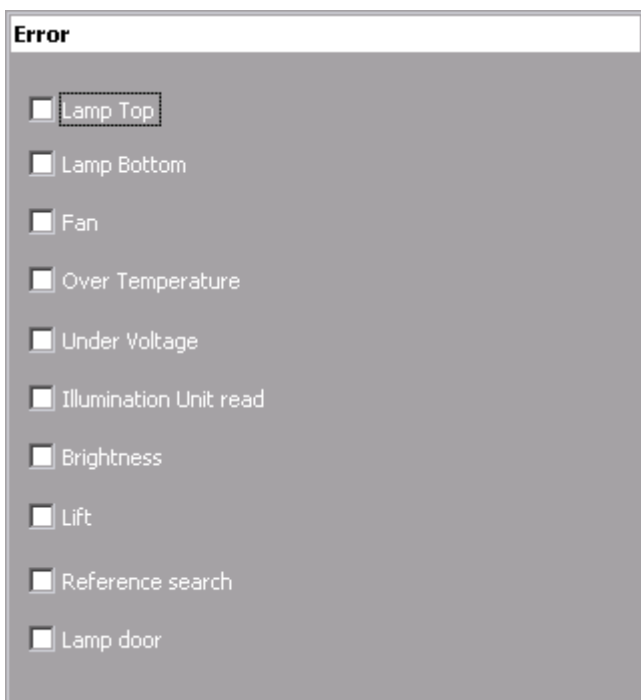 Error
Lamp Top
Lamp Bottom
Fan
Over Temperature
Under Voltage
Illumination Unit read
Brightness
Lift
Reference search
Lamp door